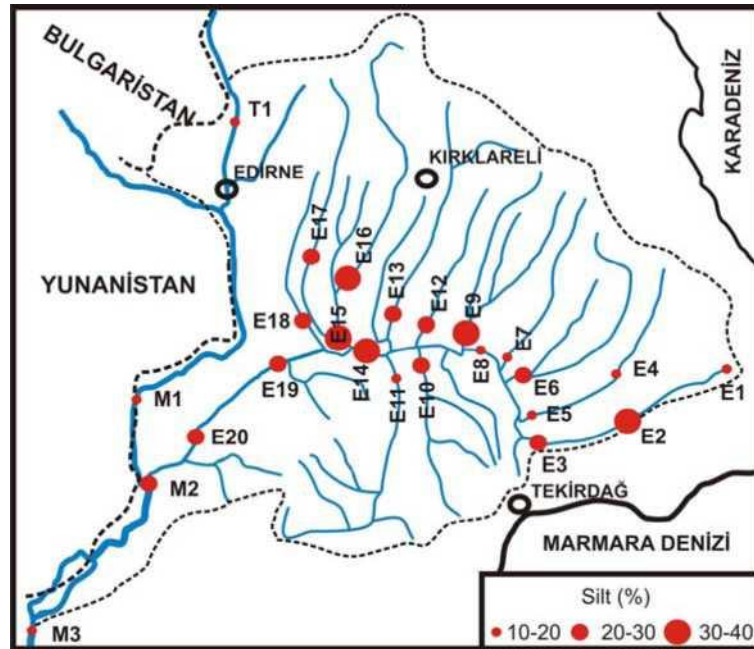 BULGARİSTAN
KARADENİZ
T1
EDİRNE
KIRKLARELİ
E17
E16
YUNANİSTAN
E13
E12
E9
E18
E15
E7
E14
E8
E19
E11
E10
E6
E4
E1
M1
E5
E2
E20
E3
M2
TEKİRDAĞ
MARMARA DENİZİ
M3
Silt (%)
10-20 20-30 30-40